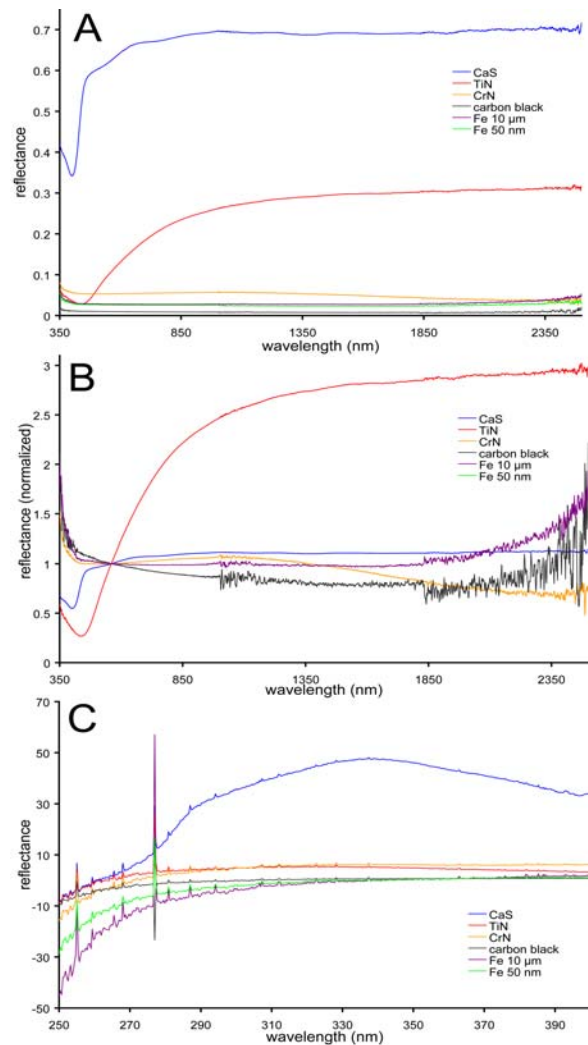 A
0.7
0.6
0.5
0.4
0.3
0.2
0.1
0
reflectance
CaS
TiN
CrN
carbon black
Fe 10 µm
Fe 50 nm
350 850 1350 1850 2350
wavelength (nm)
B
3
2.5
2
1.5
1
0.5
0
reflectance (normalized)
CaS
TiN
CrN
carbon black
Fe 10 µm
Fe 50 nm
350 850 1350 1850 2350
wavelength (nm)
C
70
50
30
10
-10
-30
-50
reflectance
CaS
TiN
CrN
carbon black
Fe 10 µm
Fe 50 nm
250 270 290 310 330 350 370 390
wavelength (nm)